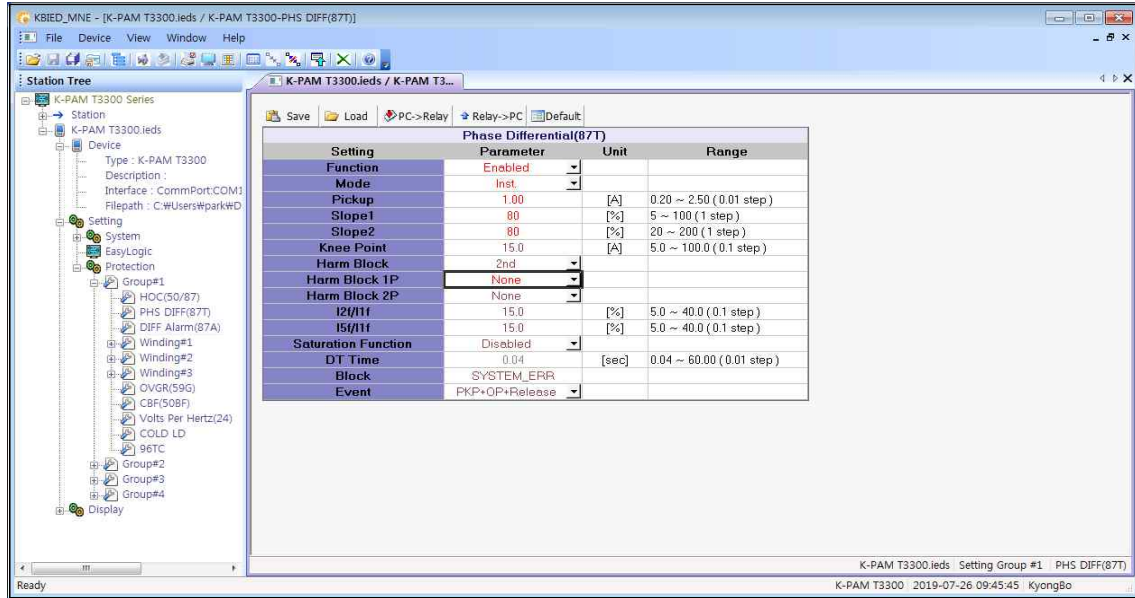 KBIED_MNE - [K-PAM T3300.ieds / K-PAM T3300-PHS DIFF(87T)]
File Device View Window Help
Station Tree
K-PAM T3300.ieds / K-PAM T3...
K-PAM T3300 Series
Station
K-PAM T3300.ieds
Device
Type : K-PAM T3300
Description :
Interface : CommPort:COM1
Filepath : C:₩Users₩park₩D
Setting
System
EasyLogic
Protection
Group#1
HOC(50/87)
PHS DIFF(87T)
DIFF Alarm(87A)
Winding#1
Winding#2
Winding#3
OVGR(59G)
CBF(50BF)
Volts Per Hertz(24)
COLD LD
96TC
Group#2
Group#3
Group#4
Display
Save Load PC->Relay Relay->PC Default
Phase Differential(87T)
Setting Parameter Unit Range
Function Enabled
Mode Inst.
Pickup 1.00 [A] 0.20 ~ 2.50 ( 0.01 step )
Slope1 80 [%] 5 ~ 100 ( 1 step )
Slope2 80 [%] 20 ~ 200 ( 1 step )
Knee Point 15.0 [A] 5.0 ~ 100.0 ( 0.1 step )
Harm Block 2nd
Harm Block 1P None
Harm Block 2P None
I2f/I1f 15.0 [%] 5.0 ~ 40.0 ( 0.1 step )
I5f/I1f 15.0 [%] 5.0 ~ 40.0 ( 0.1 step )
Saturation Function Disabled
DT Time 0.04 [sec] 0.04 ~ 60.00 ( 0.01 step )
Block SYSTEM_ERR
Event PKP+OP+Release
K-PAM T3300.ieds Setting Group #1 PHS DIFF(87T)
Ready K-PAM T3300 2019-07-26 09:45:45 KyongBo